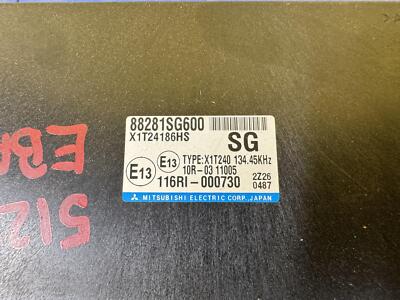 88281SG600
X1T24186HS
SG
E13 E13 TYPE:X1T240 134.45KHz
10R-03 11005
116RI-000730
2Z26
0487
MITSUBISHI ELECTRIC CORP., JAPAN
512